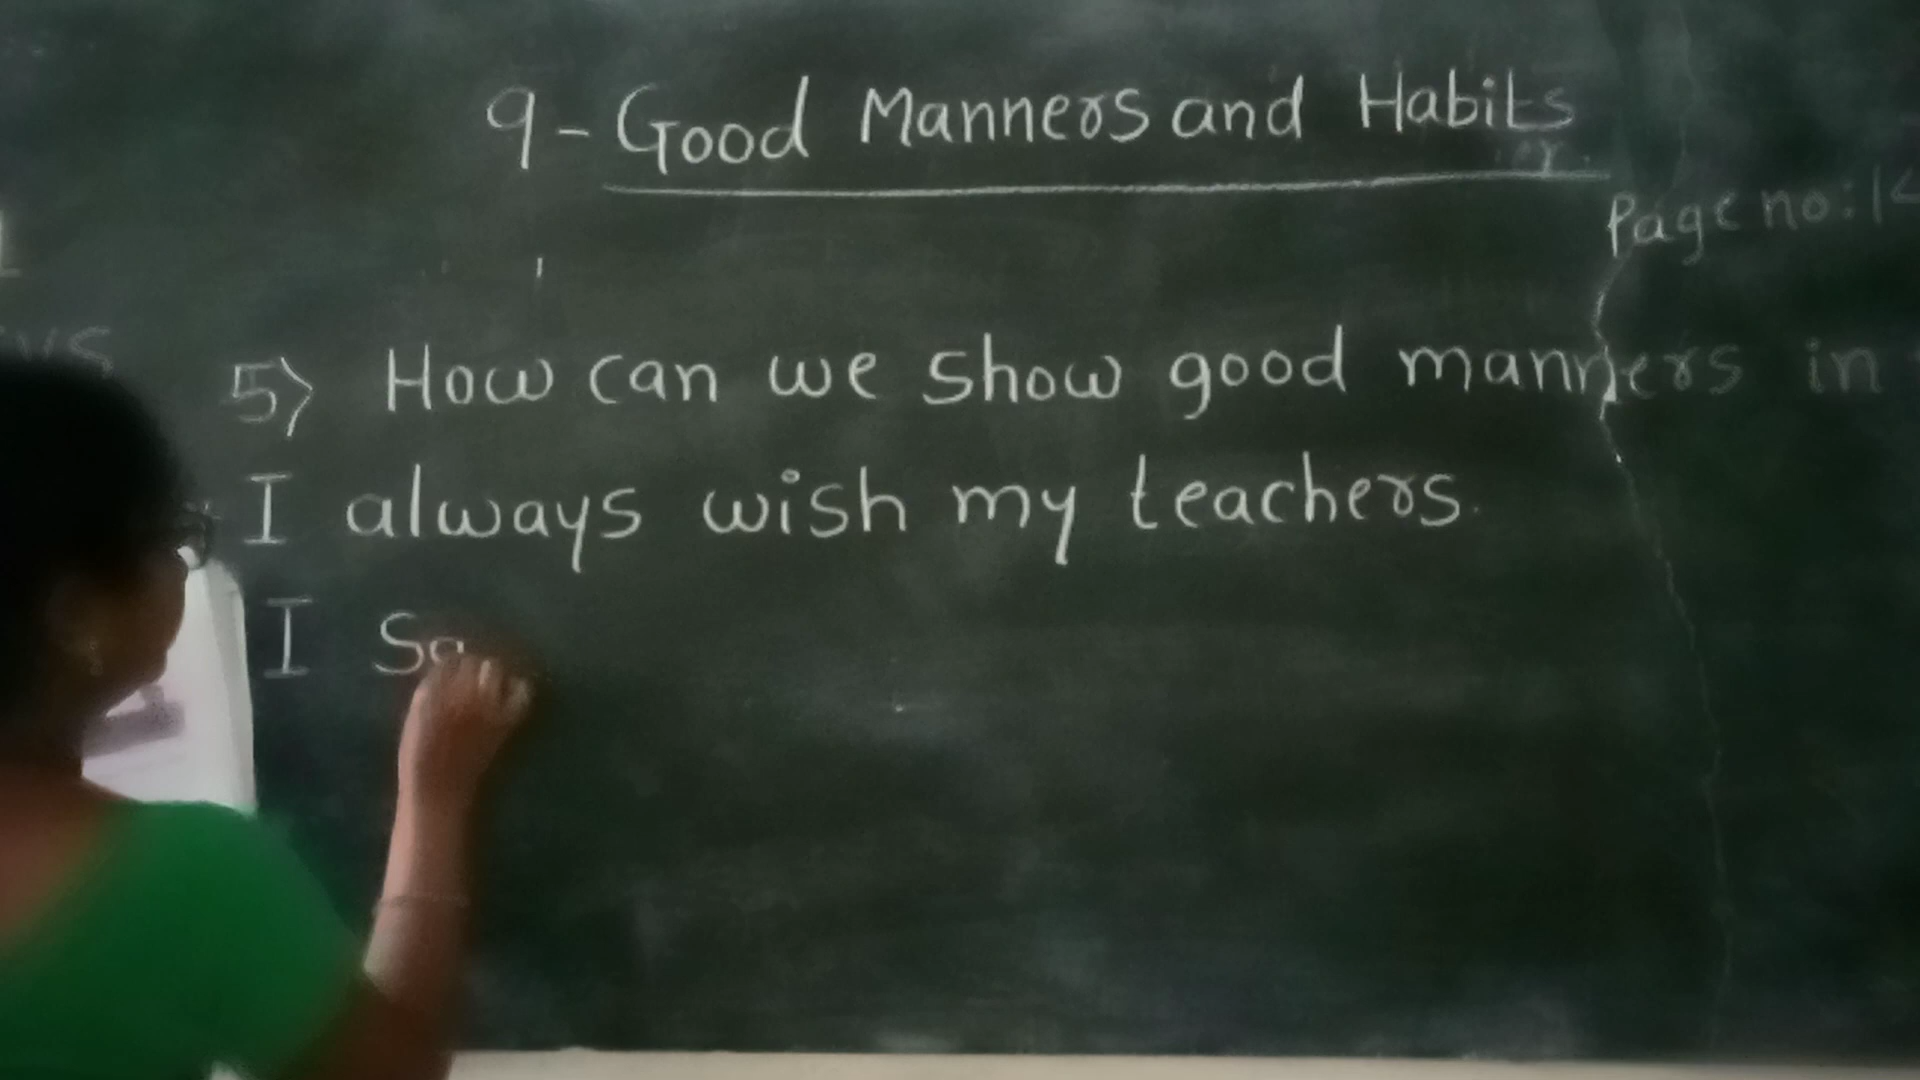 9- Good Manners and Habits
Page no:
5) How can we show good manners in
I always wish my teachers.
I Sa